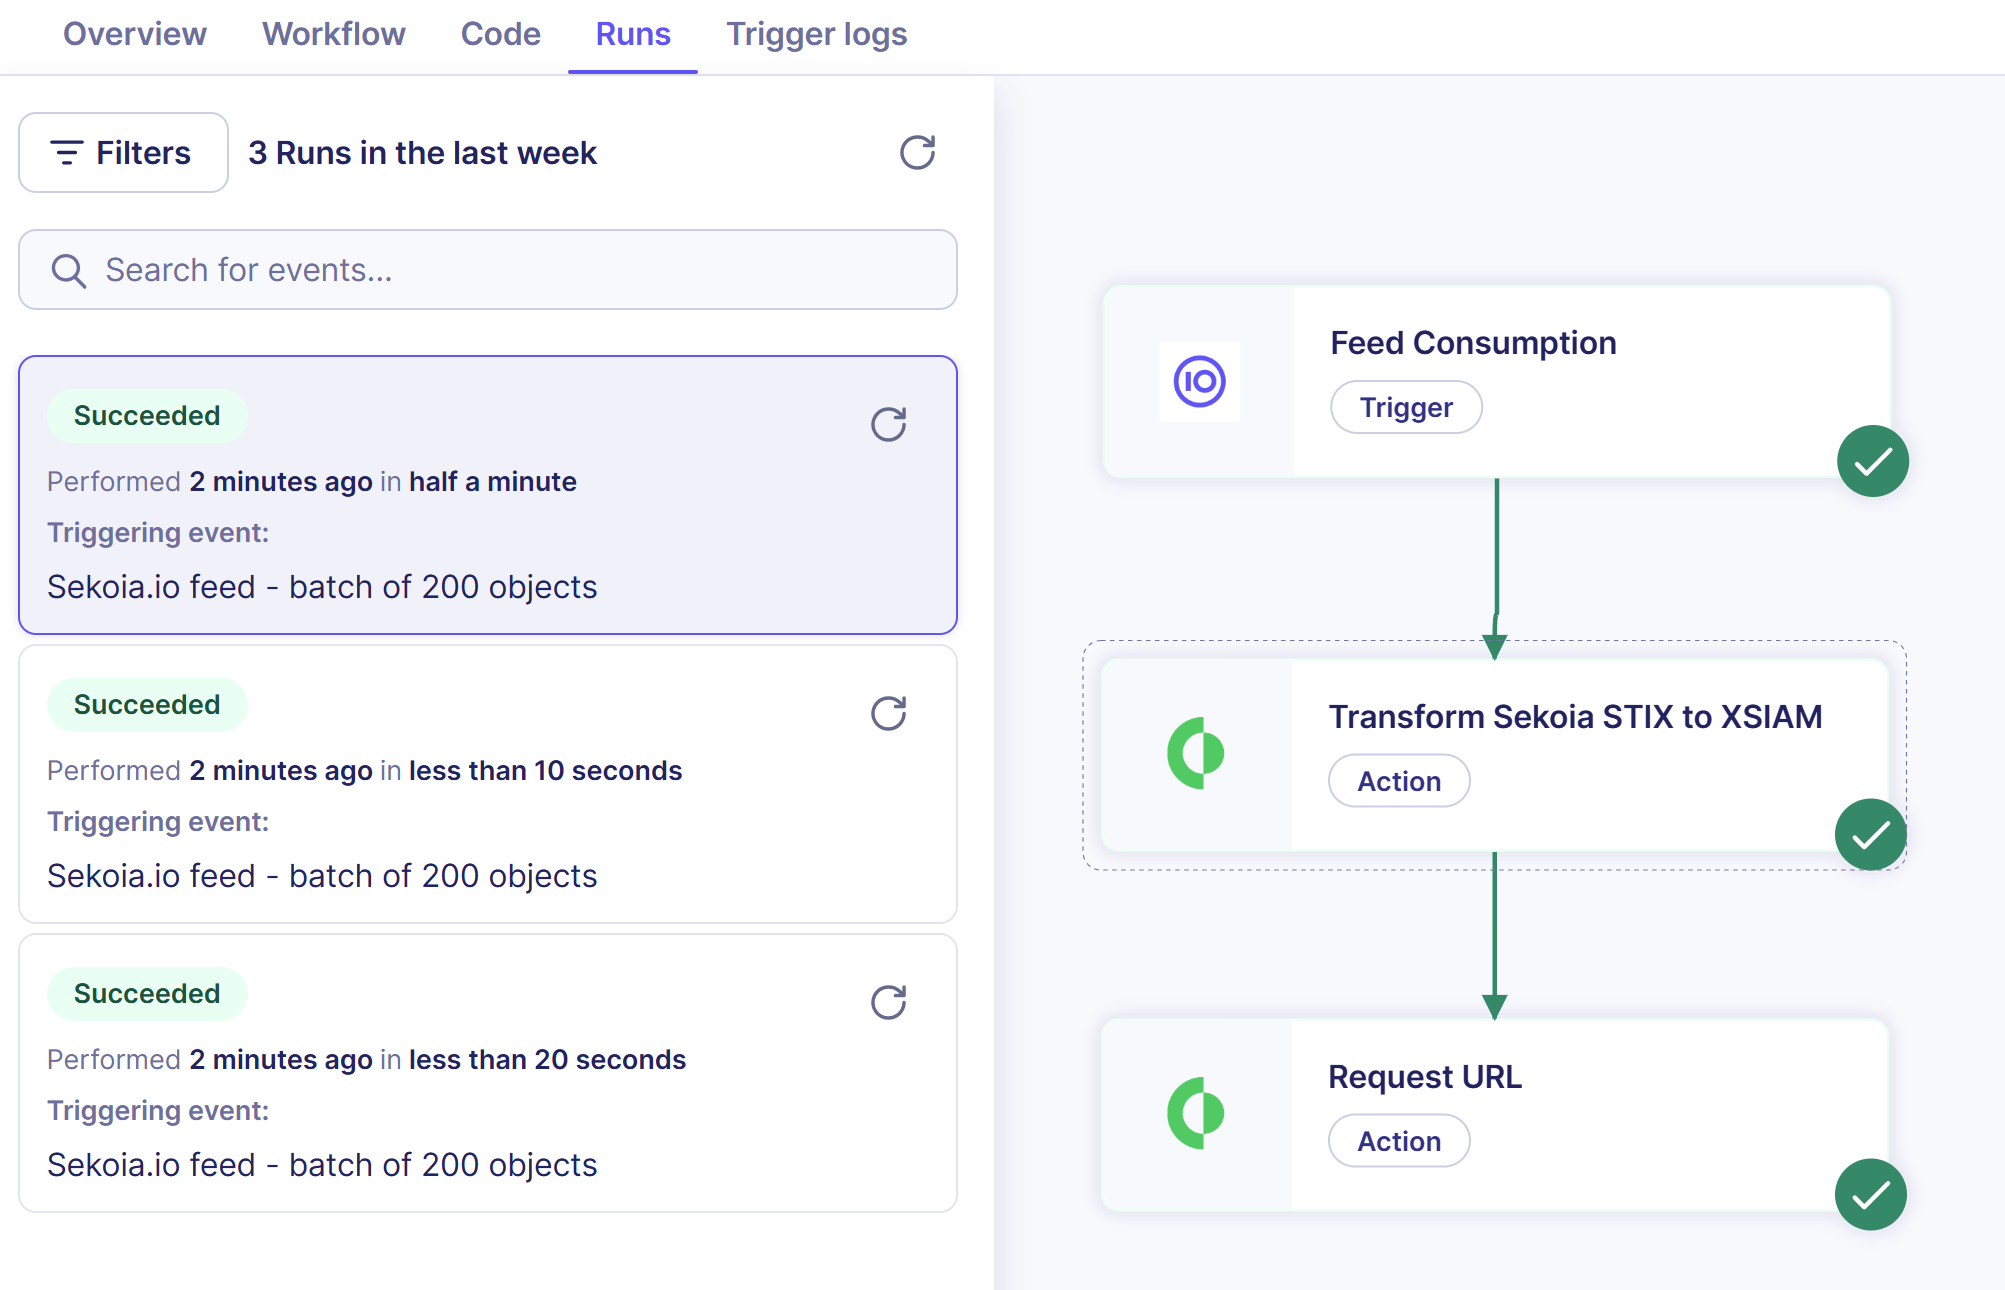 Overview Workflow Code Runs Trigger logs
Filters 3 Runs in the last week
Search for events...
Succeeded
Performed 2 minutes ago in half a minute
Triggering event:
Sekoia.io feed - batch of 200 objects
Succeeded
Performed 2 minutes ago in less than 10 seconds
Triggering event:
Sekoia.io feed - batch of 200 objects
Succeeded
Performed 2 minutes ago in less than 20 seconds
Triggering event:
Sekoia.io feed - batch of 200 objects
Feed Consumption
Trigger
Transform Sekoia STIX to XSIAM
Action
Request URL
Action